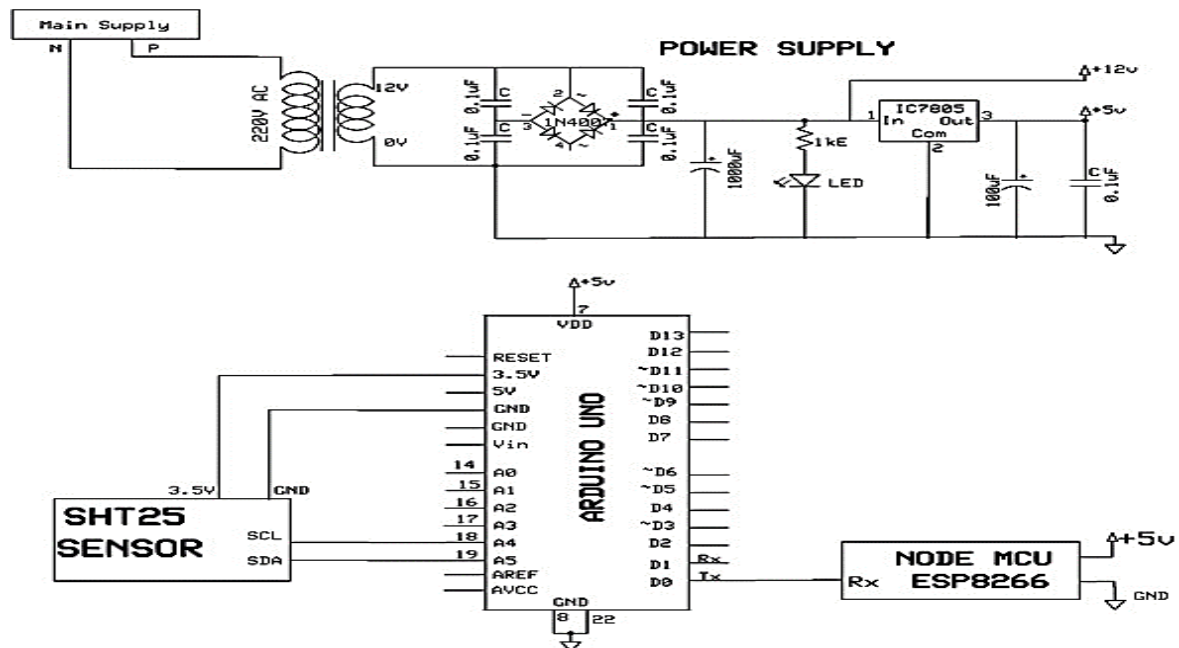 Main Supply
N P
POWER SUPPLY
220V AC
12V
0V
0.1uF C
0.1uF C
C 0.1uF
C 0.1uF
2 ~
3
1N4007
+
1
4 ~
1000uF
1kE
LED
+12v
IC7805
1 In Out 3
Com
2
+5v
100uF
C
0.1uF
+5v
7
VDD
RESET
3.5V
5V
GND
GND
Vin
14 A0
15 A1
16 A2
17 A3
18 A4
19 A5
AREF
AVCC
ARDUINO UNO
D13
D12
~D11
~D10
~D9
D8
D7
~D6
~D5
D4
~D3
D2
D1 Rx
D0 Tx
GND
8 22
3.5V GND
SHT25
SENSOR
SCL
SDA
NODE MCU
ESP8266
Rx
+5v
GND